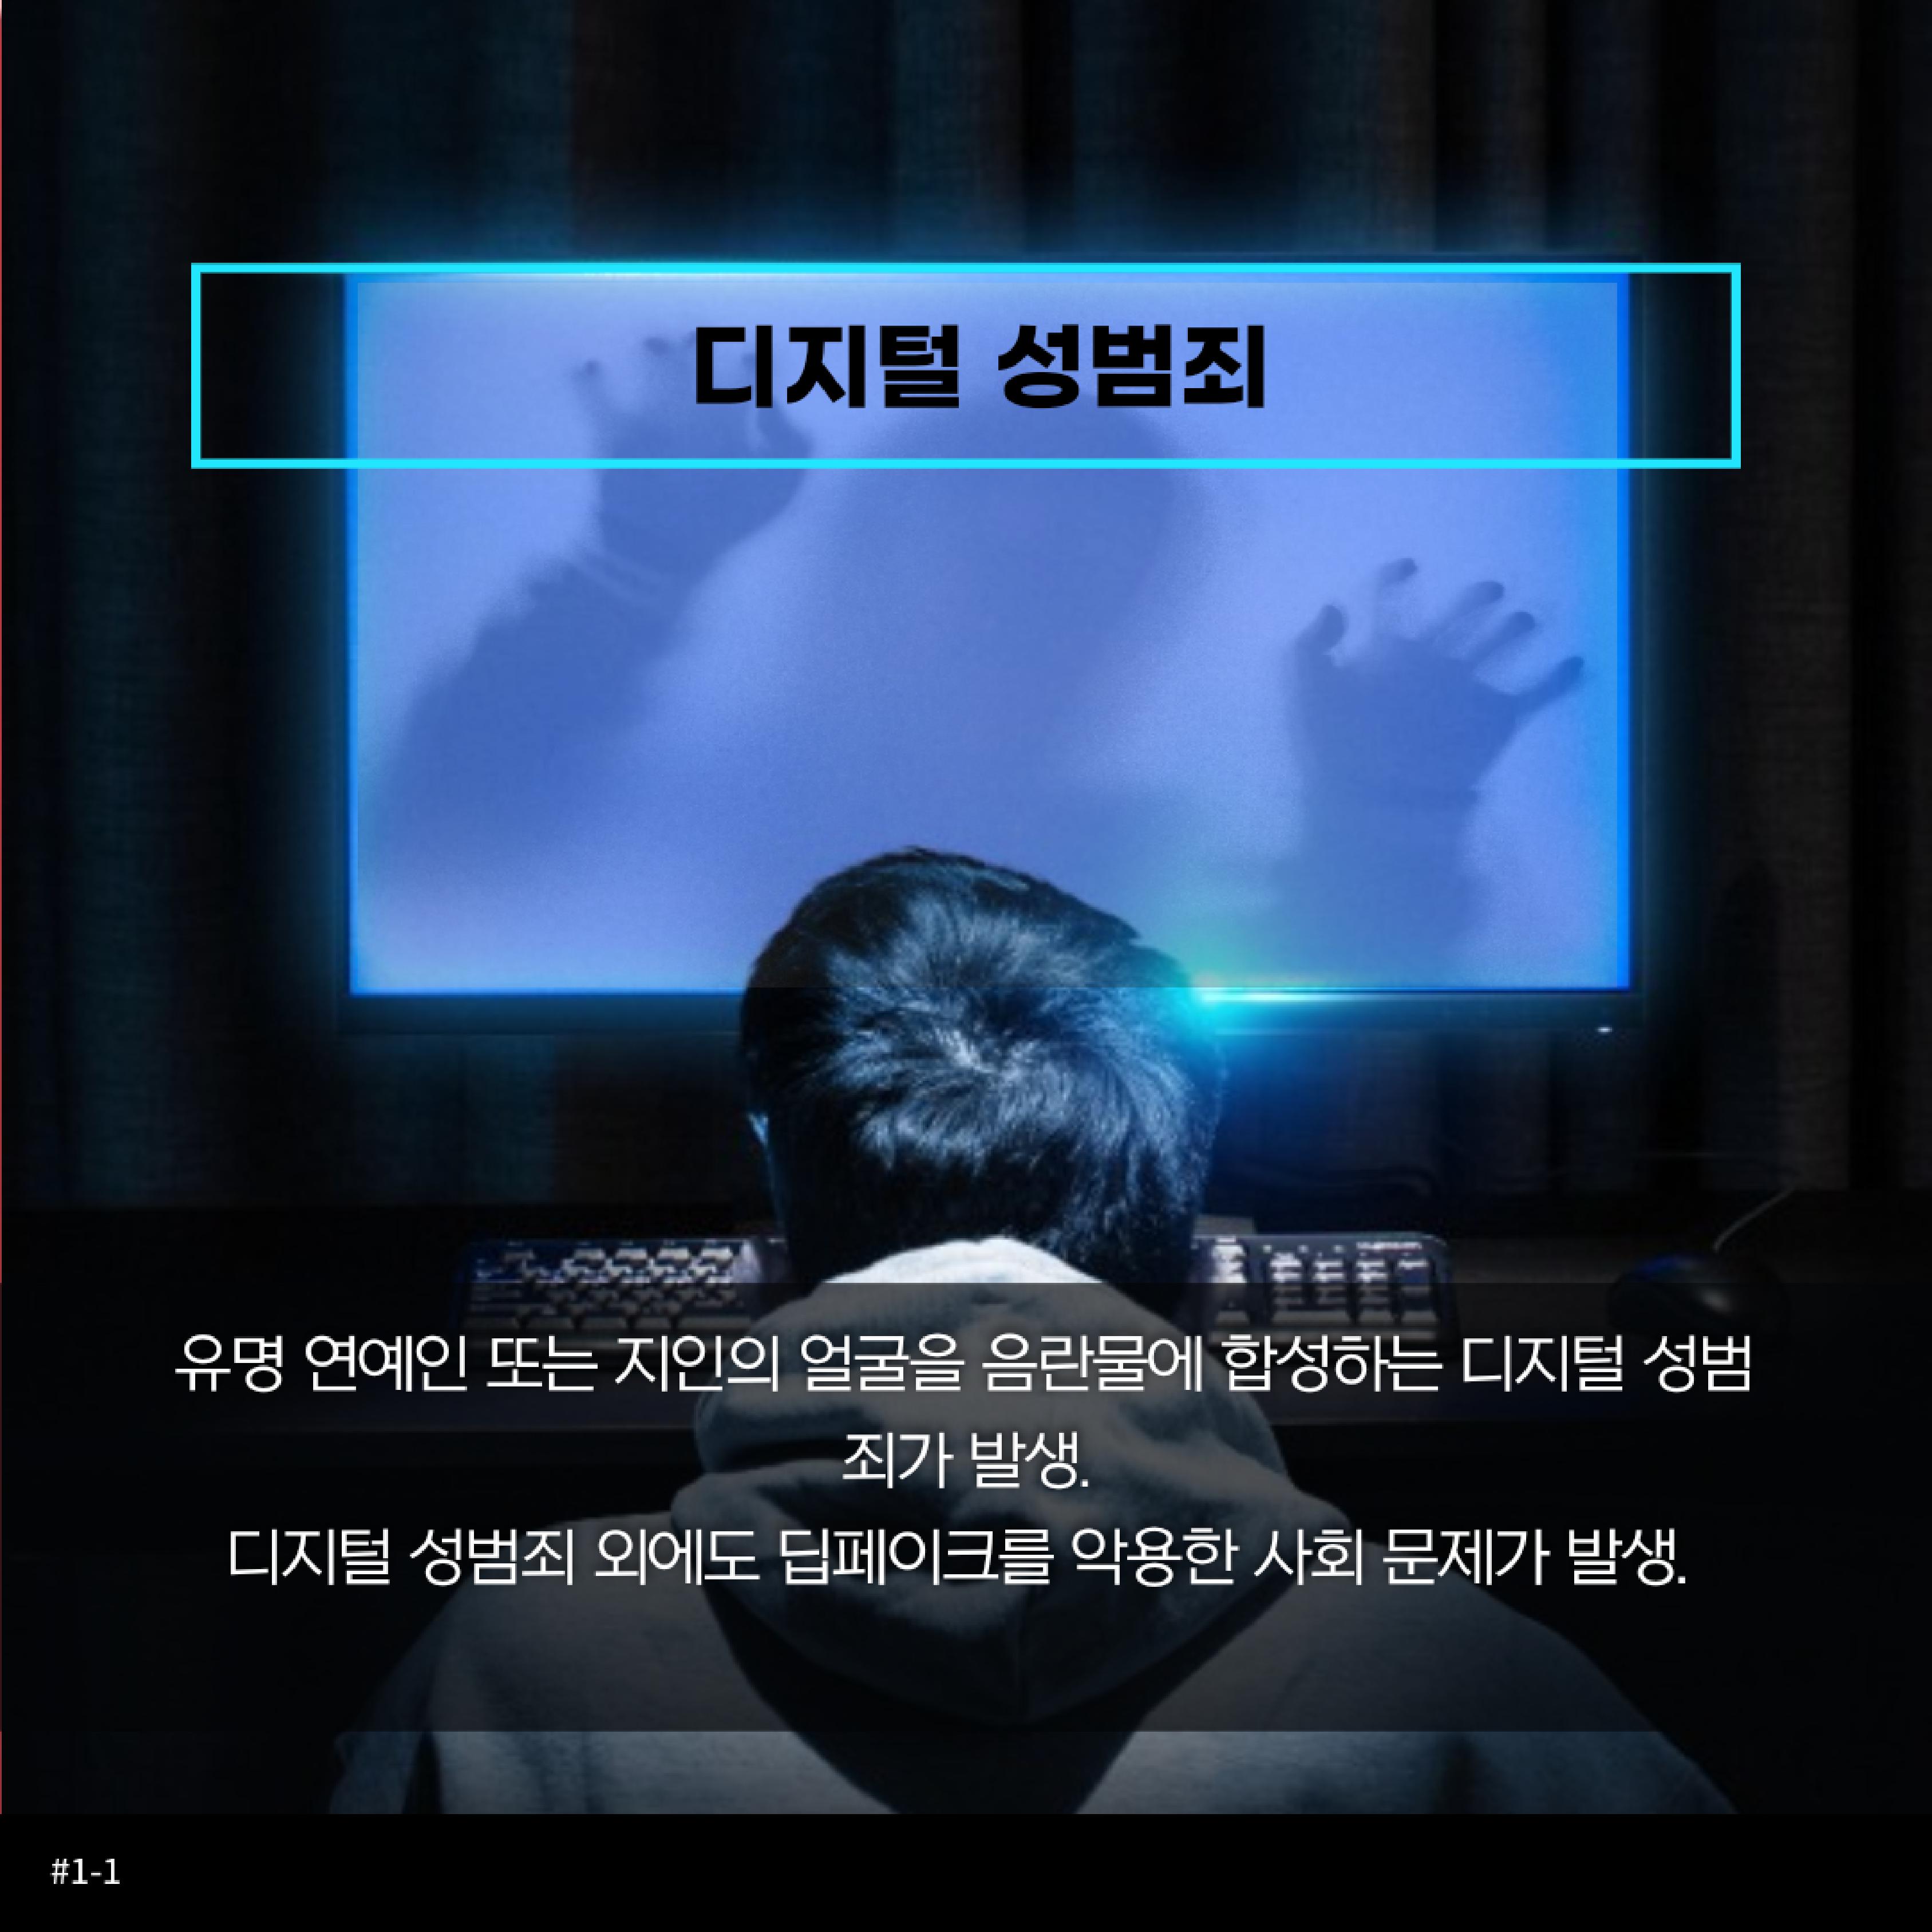 디지털 성범죄
유명 연예인 또는 지인의 얼굴을 음란물에 합성하는 디지털 성범
죄가 발생.
디지털 성범죄 외에도 딥페이크를 악용한 사회 문제가 발생.
#1-1